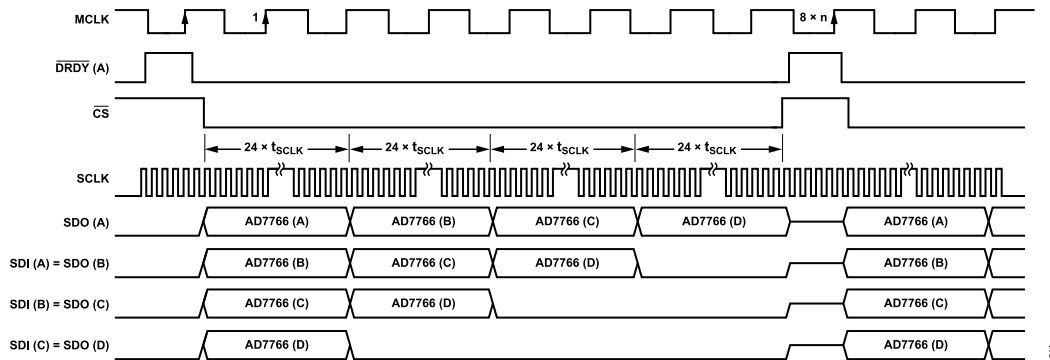 MCLK
1
8 × n
DRDY (A)
CS
24 × tSCLK
24 × tSCLK
24 × tSCLK
24 × tSCLK
SCLK
SDO (A)
AD7766 (A)
AD7766 (B)
AD7766 (C)
AD7766 (D)
AD7766 (A)
SDI (A) = SDO (B)
AD7766 (B)
AD7766 (C)
AD7766 (D)
AD7766 (B)
SDI (B) = SDO (C)
AD7766 (C)
AD7766 (D)
AD7766 (C)
SDI (C) = SDO (D)
AD7766 (D)
AD7766 (D)